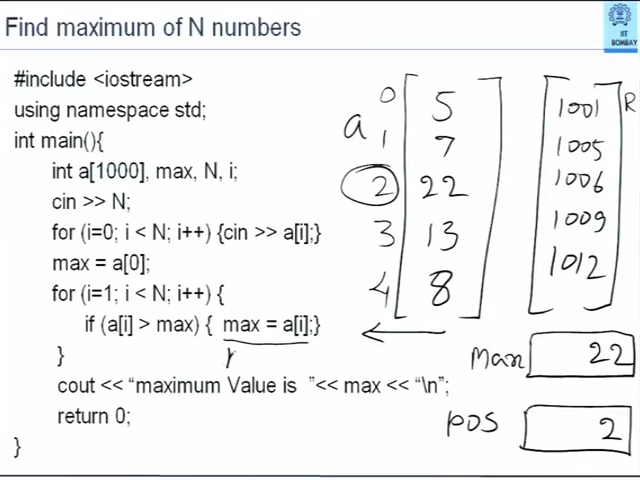 Find maximum of N numbers
IIT
BOMBAY
#include <iostream>
using namespace std;
int main(){
int a[1000], max, N, i;
cin >> N;
for (i=0; i < N; i++) {cin >> a[i];}
max = a[0];
for (i=1; i < N; i++) {
if (a[i] > max) { max = a[i];}
}
cout << “maximum Value is ”<< max << “\n”;
return 0;
}
a
0 5 1001 R
1 7 1005
2 22 1006
3 13 1009
4 8 1012
Max 22
pos 2